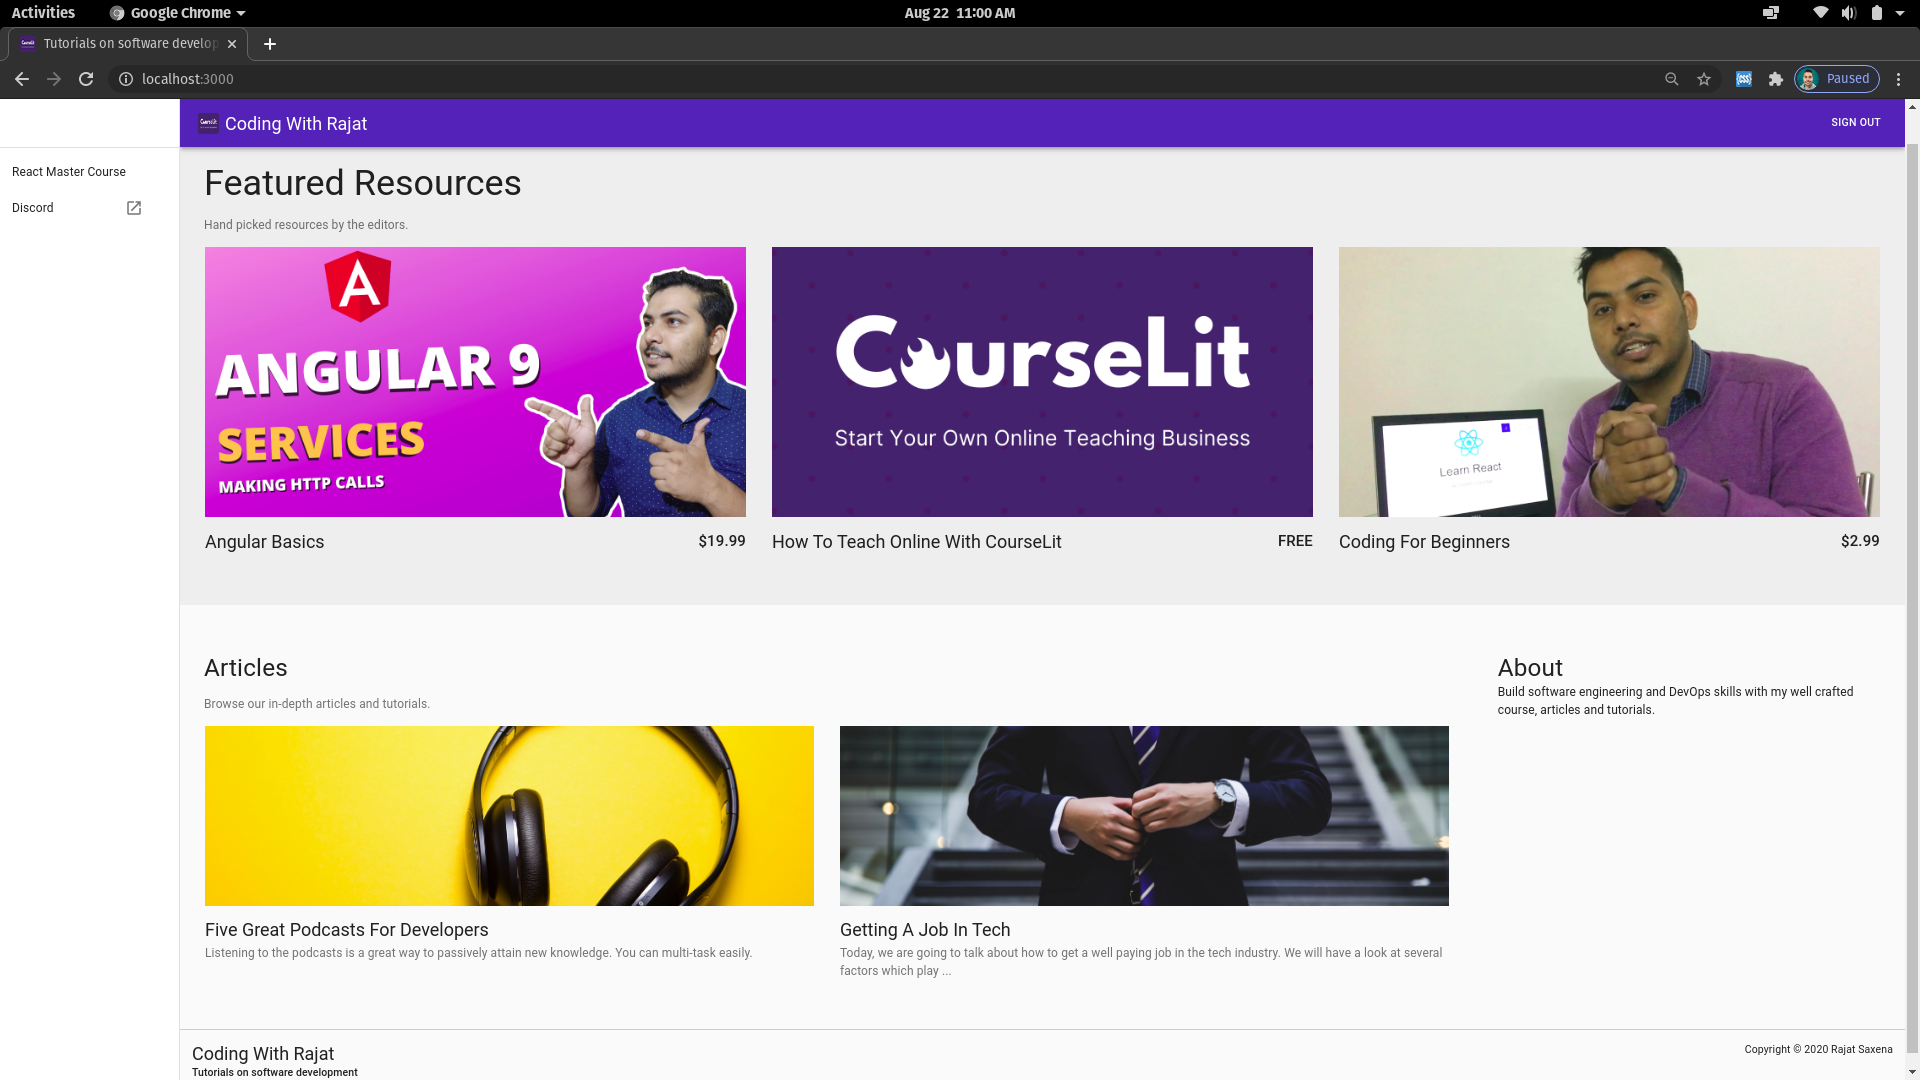 Activities
Google Chrome
Aug 22 11:00 AM
Tutorials on software develop
localhost:3000
Paused
Coding With Rajat
SIGN OUT
React Master Course
Discord
Featured Resources
Hand picked resources by the editors.
ANGULAR 9
SERVICES
MAKING HTTP CALLS
CourseLit
Start Your Own Online Teaching Business
Learn React
Angular Basics
$19.99
How To Teach Online With CourseLit
FREE
Coding For Beginners
$2.99
Articles
Browse our in-depth articles and tutorials.
Five Great Podcasts For Developers
Listening to the podcasts is a great way to passively attain new knowledge. You can multi-task easily.
Getting A Job In Tech
Today, we are going to talk about how to get a well paying job in the tech industry. We will have a look at several
factors which play ...
About
Build software engineering and DevOps skills with my well crafted
course, articles and tutorials.
Coding With Rajat
Tutorials on software development
Copyright © 2020 Rajat Saxena